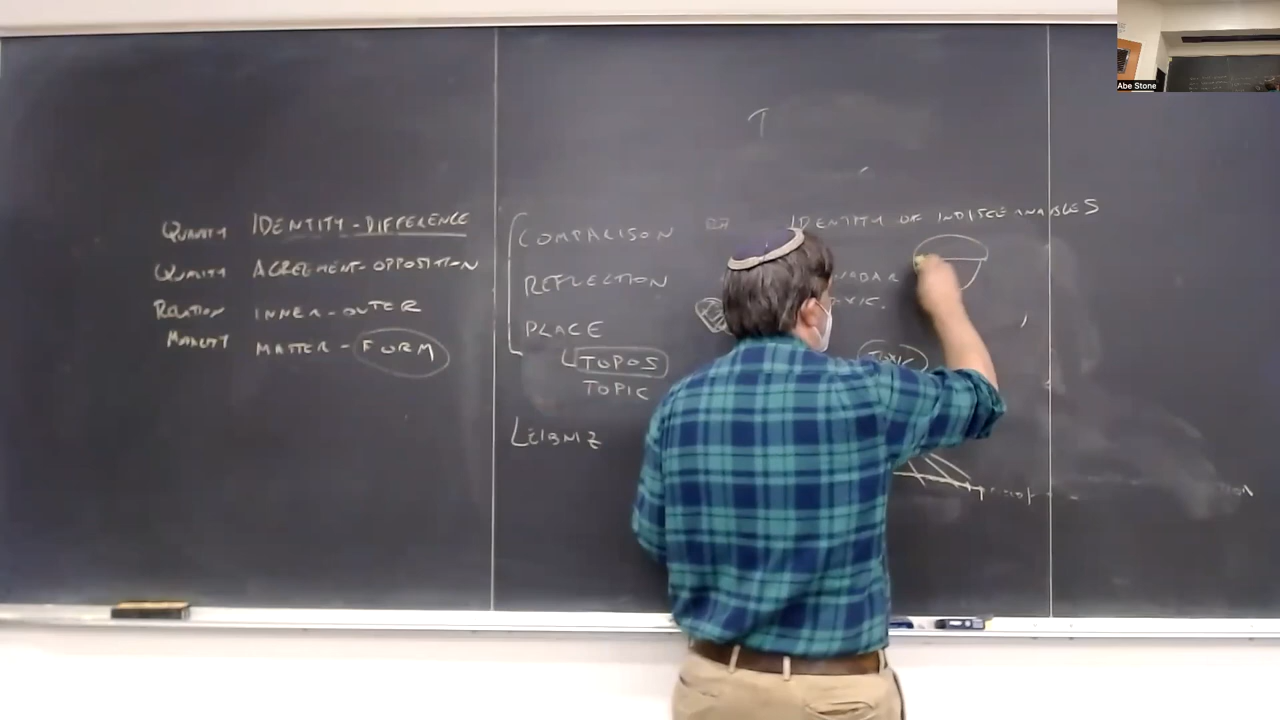 T
QUANTITY IDENTITY-DIFFERENCE
QUALITY AGREEMENT-OPPOSITION
RELATION INNER-OUTER
MODALITY MATTER-FORM
COMPARISON
REFLECTION
PLACE
TOPOS
TOPIC
LEIBNIZ
IDENTITY OF INDISCERNABLES
TOXIC
Abe Stone